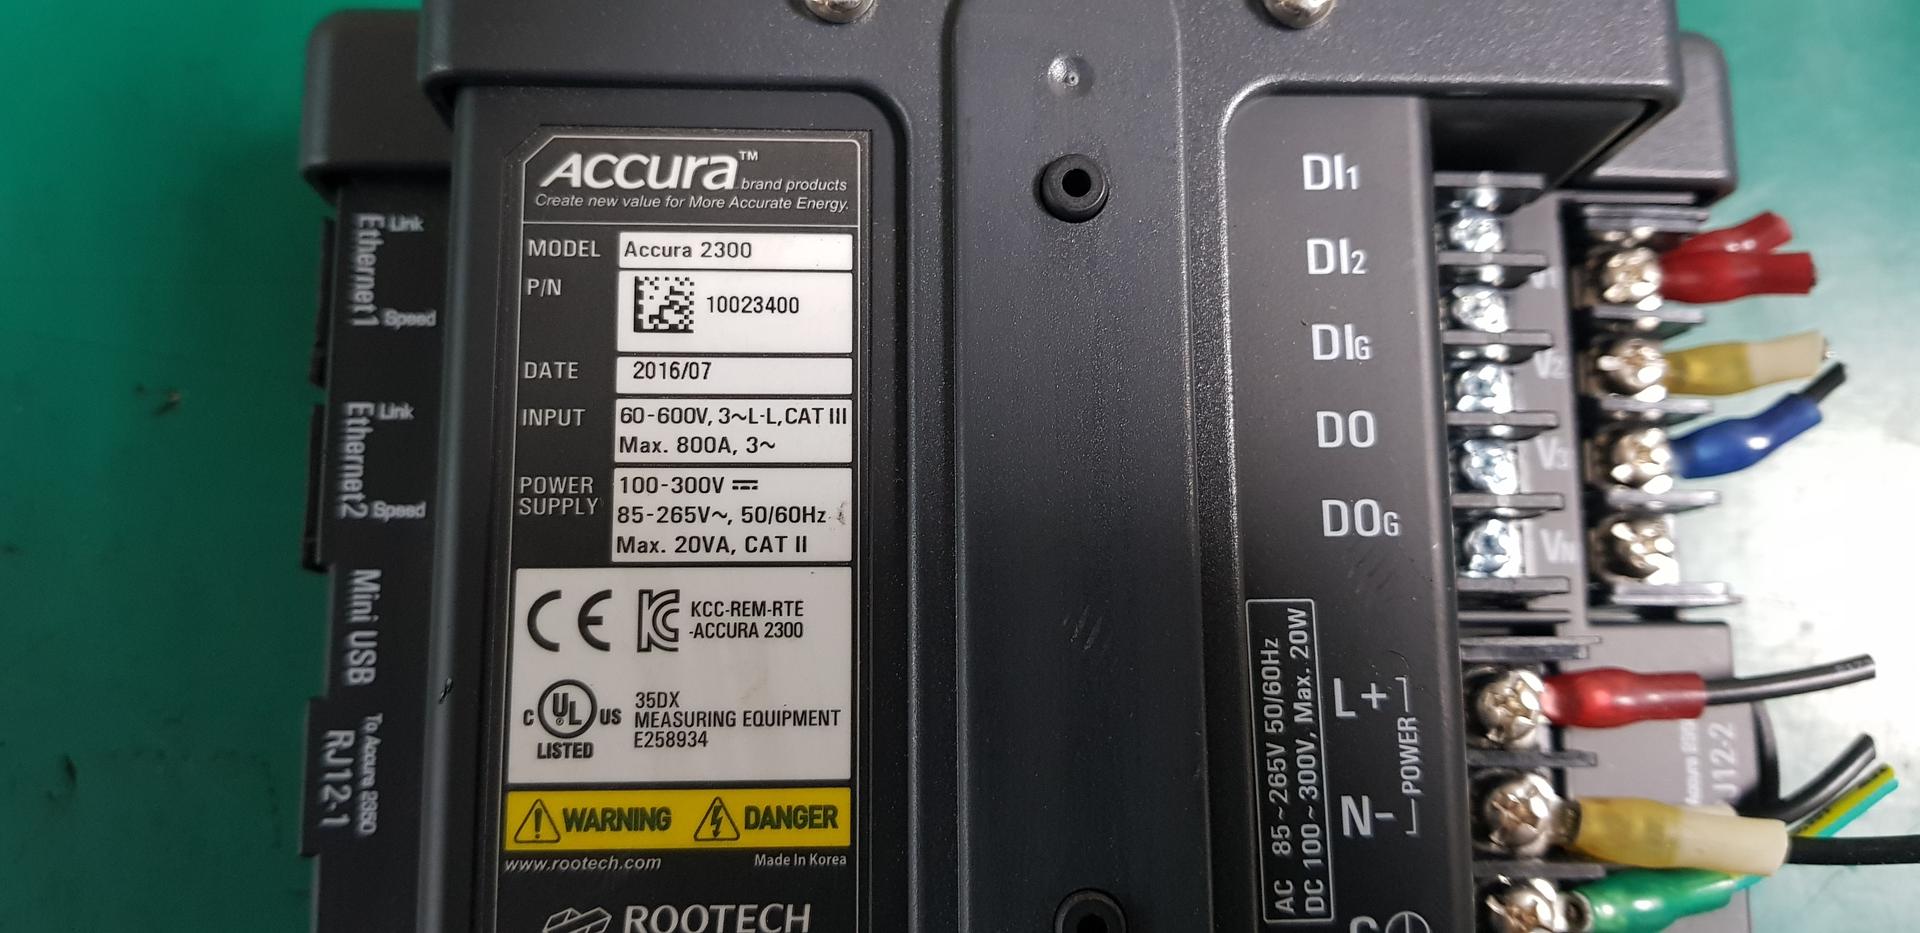 Accura™ brand products
Create new value for More Accurate Energy.
MODEL Accura 2300
P/N 10023400
DATE 2016/07
INPUT 60-600V, 3~L-L,CAT III
Max. 800A, 3~
POWER SUPPLY 100-300V ⎓
85-265V~, 50/60Hz
Max. 20VA, CAT II
CE KCC-REM-RTE
-ACCURA 2300
C UL US LISTED
35DX
MEASURING EQUIPMENT
E258934
WARNING DANGER
www.rootech.com Made In Korea
ROOTECH
Link
Ethernet1
Speed
Link
Ethernet2
Speed
Mini USB
To Accura 2350
RJ12-1
DI1
DI2
DIG
DO
DOG
V1
V2
V3
VN
AC 85~265V 50/60Hz
DC 100~300V, Max. 20W
L+
N-
POWER
G
J12-2